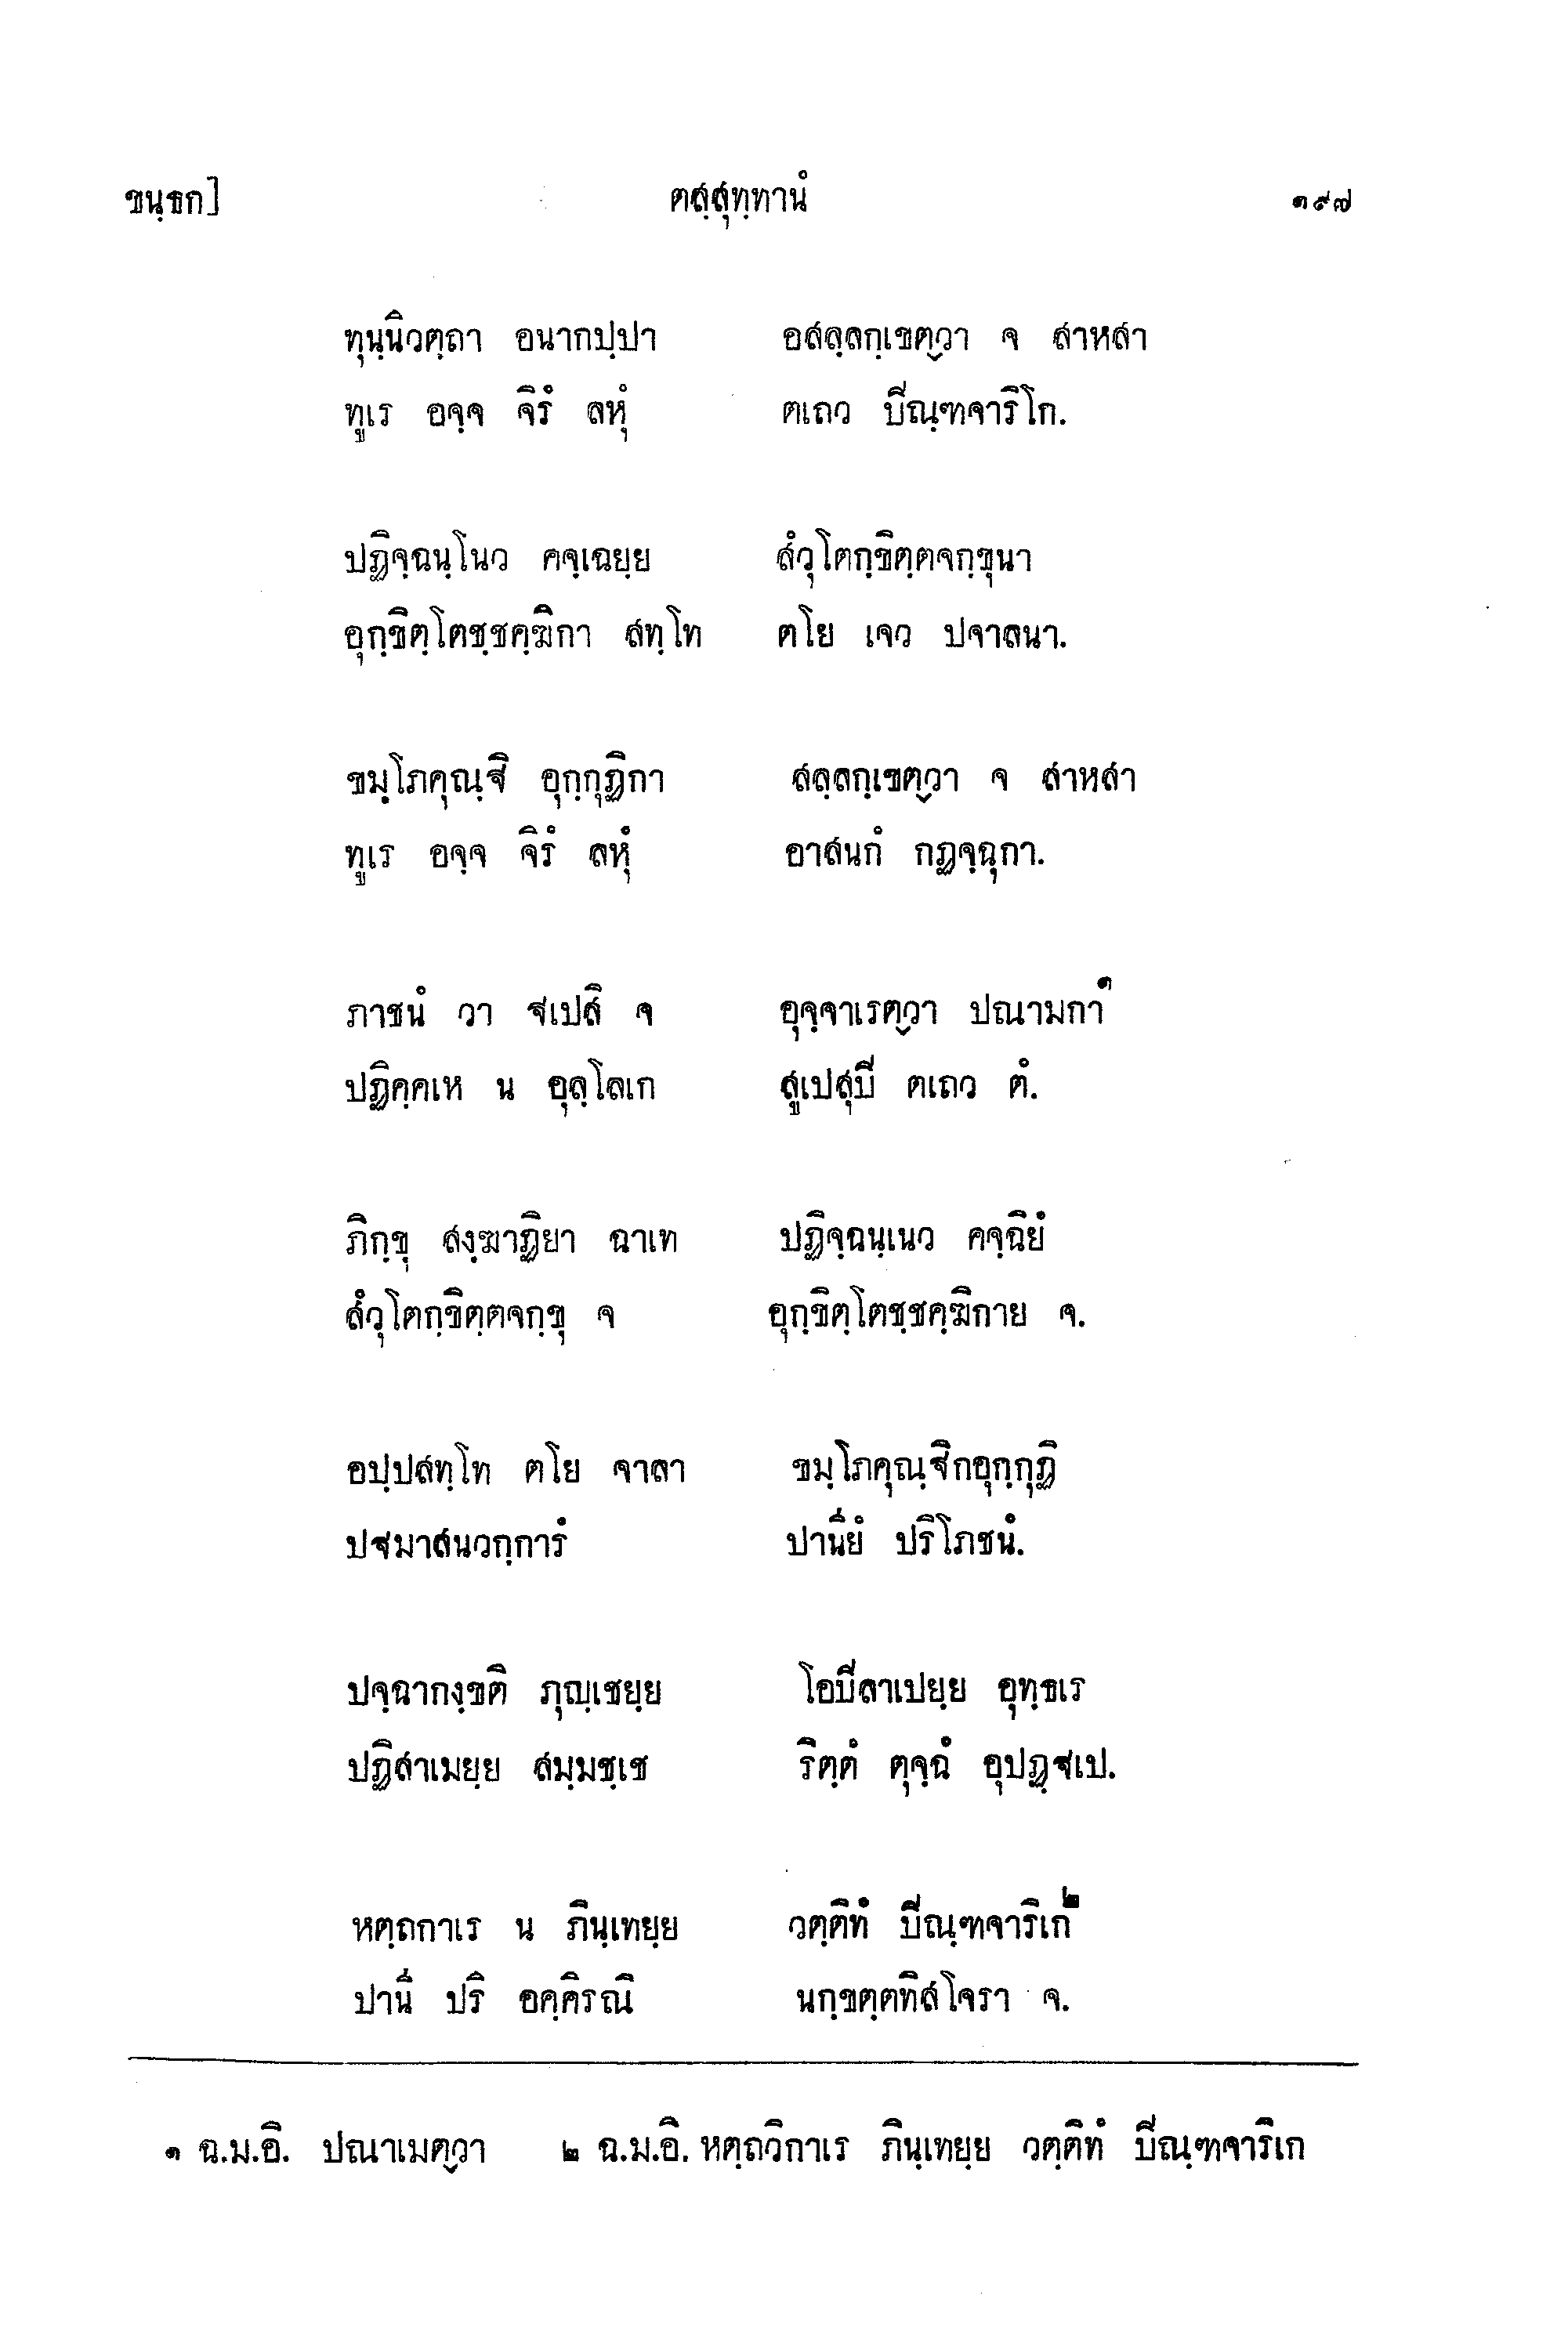 ขนฺธก] ตสฺสุทฺทานํ ๑๙๗
ทุนฺนิวตฺถา อนากปฺปา อสลฺลกฺเขตฺวา จ สาหสา
ทูเร อจฺจ จิรํ ลหุํ ตเถว ปิณฺฑจาริโก.
ปฏิจฺฉนฺโนว คจฺเฉยฺย สํวุโตกฺขิตฺตจกฺขุนา
อุกฺขิตฺโตชฺชคฺฆิกา สทฺโท ตโย เจว ปจาลนา.
ขมฺโภคุณฺฐิ อุกฺกุฏิกา สลฺลกฺเขตฺวา จ สาหสา
ทูเร อจฺจ จิรํ ลหุํ อาสนกํ กฏจฺฉุกา.
ภาชนํ วา ฐเปสิ จ อุจฺจาเรตฺวา ปณามกา๑
ปฏิคฺคเห น อุลฺโลเก สูเปสุปิ ตเถว ตํ.
ภิกฺขุ สงฺฆาฏิยา ฉาเท ปฏิจฺฉนฺเนว คจฺฉิยํ
สํวุโตกฺขิตฺตจกฺขุ จ อุกฺขิตฺโตชฺชคฺฆิกาย จ.
อปฺปสทฺโท ตโย จาลา ขมฺโภคุณฺฐิกอุกฺกุฏิ
ปฐมาสนวกฺการํ ปานิยํ ปริโภชนํ.
ปจฺฉากงฺขติ ภุญฺเชยฺย โอปิลาเปยฺย อุทฺธเร
ปฏิสาเมยฺย สมฺมชฺเช ริตฺตํ ตุจฺฉํ อุปฏฺฐเป.
หตฺถกาเร น ภินฺเทยฺย วตฺติทํ ปิณฺฑจาริเก๒
ปานิ ปริ อคฺคิรณิ นกฺขตฺตทิสโจรา จ.
๑ ฉ.ม.อิ. ปณาเมตฺวา ๒ ฉ.ม.อิ. หตฺถวิกาเร ภินฺเทยฺย วตฺติทํ ปิณฺฑจาริเก